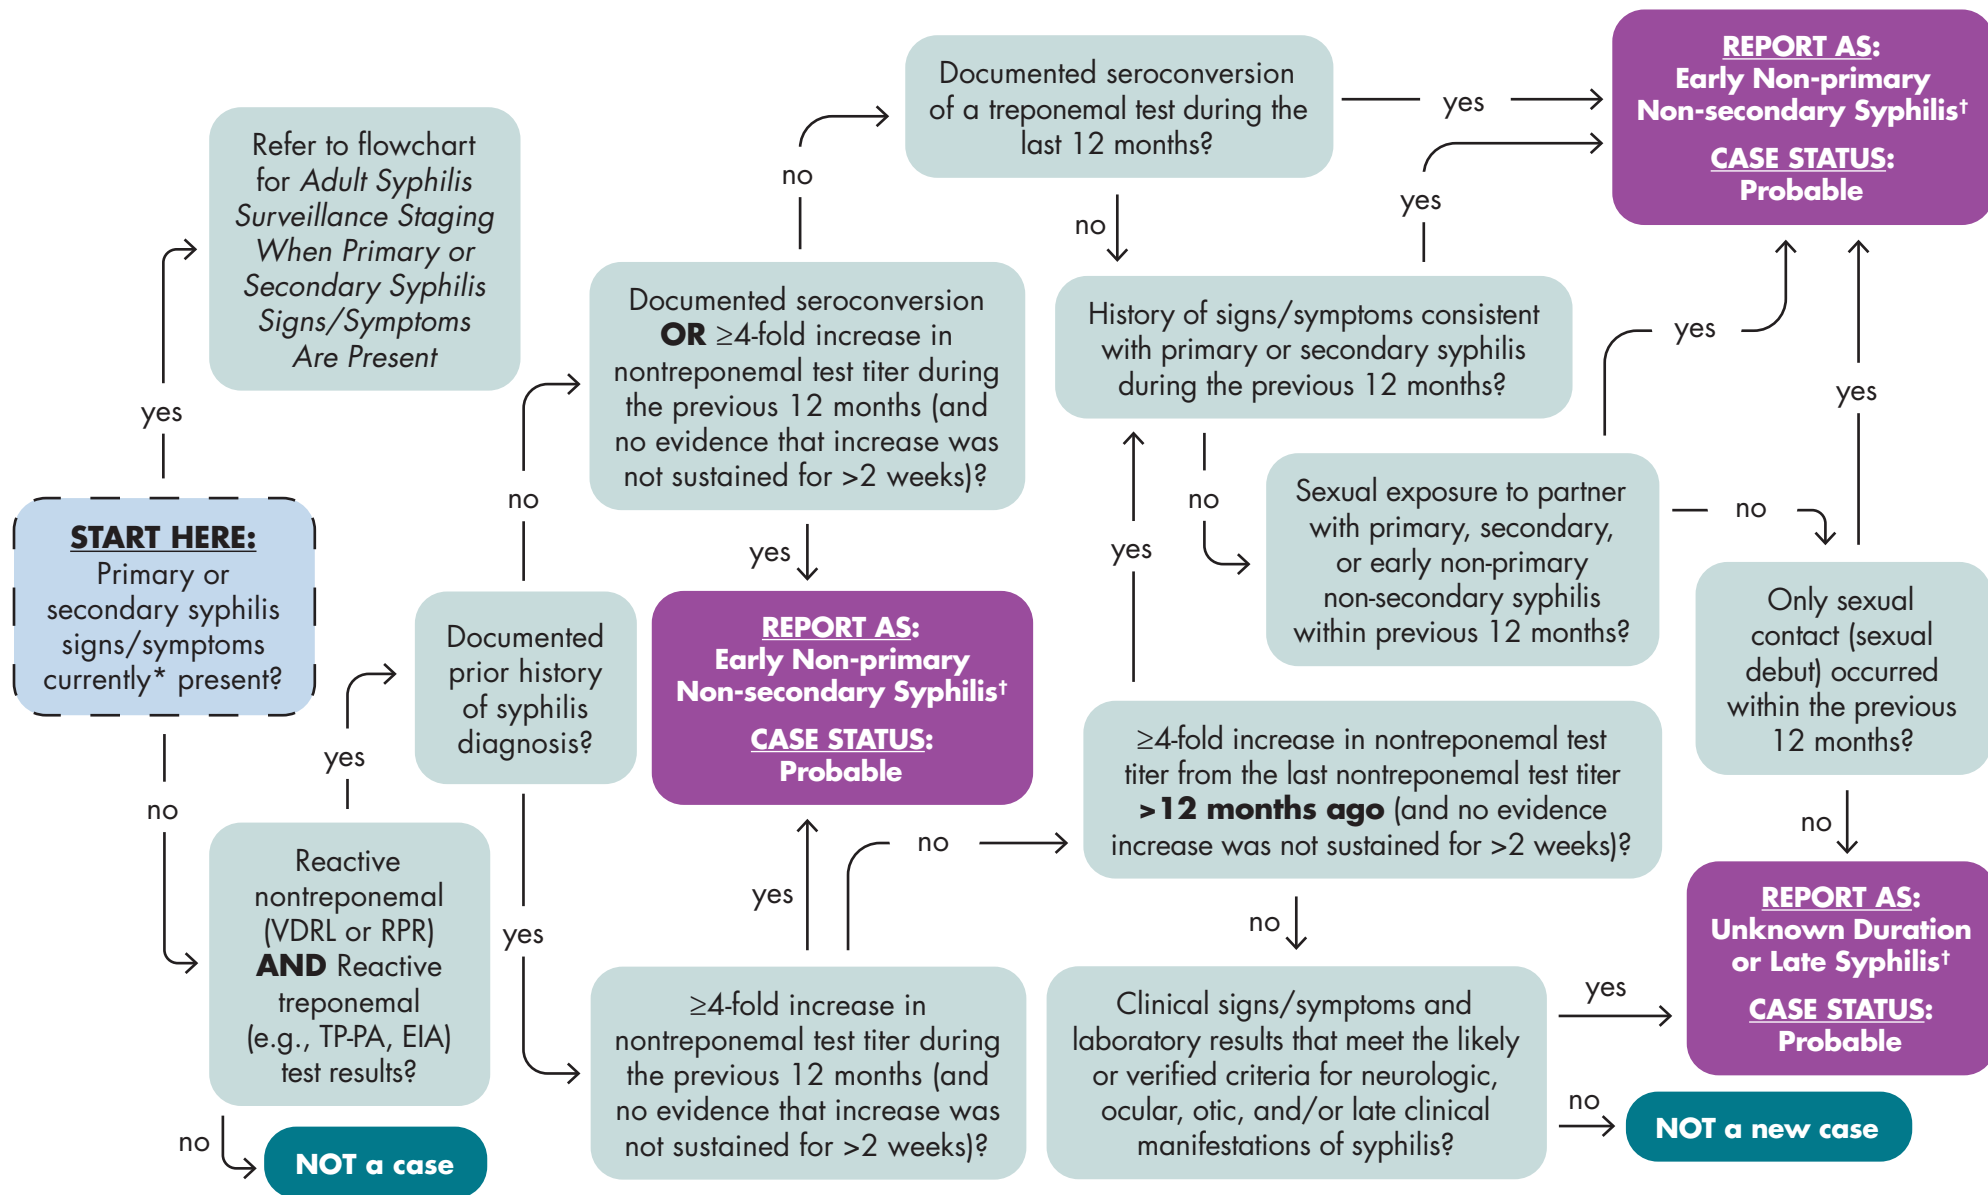 START HERE:
Primary or
secondary syphilis
signs/symptoms
currently* present?
yes
Refer to flowchart
for Adult Syphilis
Surveillance Staging
When Primary or
Secondary Syphilis
Signs/Symptoms
Are Present
no
Reactive
nontreponemal
(VDRL or RPR)
AND Reactive
treponemal
(e.g., TP-PA, EIA)
test results?
no
NOT a case
yes
Documented
prior history
of syphilis
diagnosis?
no
Documented seroconversion
OR ≥4-fold increase in
nontreponemal test titer during
the previous 12 months (and
no evidence that increase was
not sustained for >2 weeks)?
yes
REPORT AS:
Early Non-primary
Non-secondary Syphilis†
CASE STATUS:
Probable
yes
≥4-fold increase in
nontreponemal test titer during
the previous 12 months (and
no evidence that increase was
not sustained for >2 weeks)?
yes
no
no
Documented seroconversion
of a treponemal test during the
last 12 months?
yes
REPORT AS:
Early Non-primary
Non-secondary Syphilis†
CASE STATUS:
Probable
no
History of signs/symptoms consistent
with primary or secondary syphilis
during the previous 12 months?
yes
no
Sexual exposure to partner
with primary, secondary,
or early non-primary
non-secondary syphilis
within previous 12 months?
yes
no
Only sexual
contact (sexual
debut) occurred
within the previous
12 months?
yes
no
REPORT AS:
Unknown Duration
or Late Syphilis†
CASE STATUS:
Probable
≥4-fold increase in nontreponemal test
titer from the last nontreponemal test titer
>12 months ago (and no evidence
increase was not sustained for >2 weeks)?
yes
no
Clinical signs/symptoms and
laboratory results that meet the likely
or verified criteria for neurologic,
ocular, otic, and/or late clinical
manifestations of syphilis?
yes
no
NOT a new case